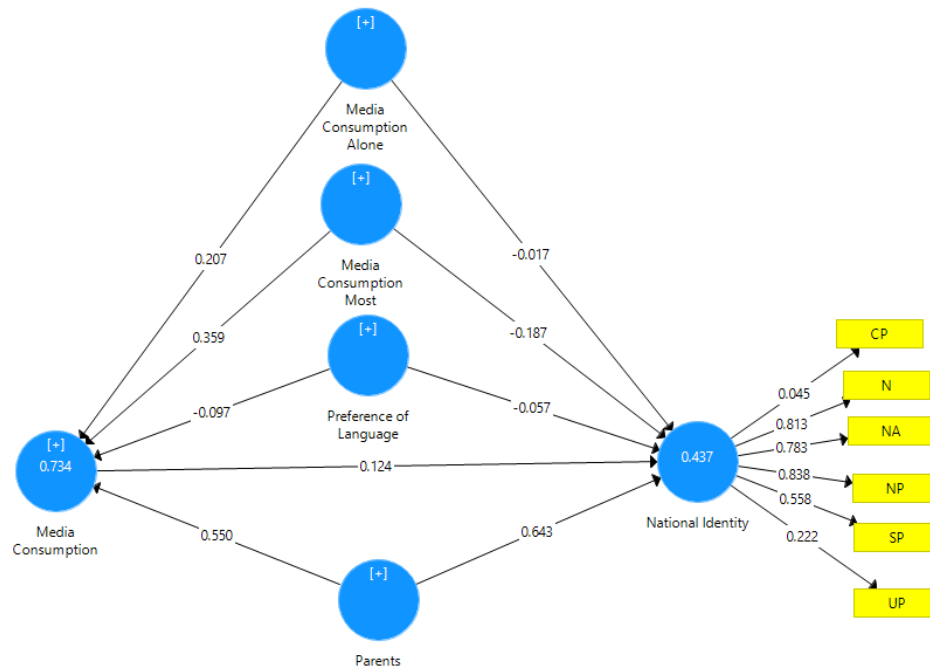 [+]
Media
Consumption
Alone
[+]
Media
Consumption
Most
[+]
Preference of
Language
[+]
0.734
Media
Consumption
[+]
Parents
0.437
National Identity
0.207
-0.017
0.359
-0.187
-0.097
-0.057
0.124
0.550
0.643
0.045
0.813
0.783
0.838
0.558
0.222
CP
N
NA
NP
SP
UP